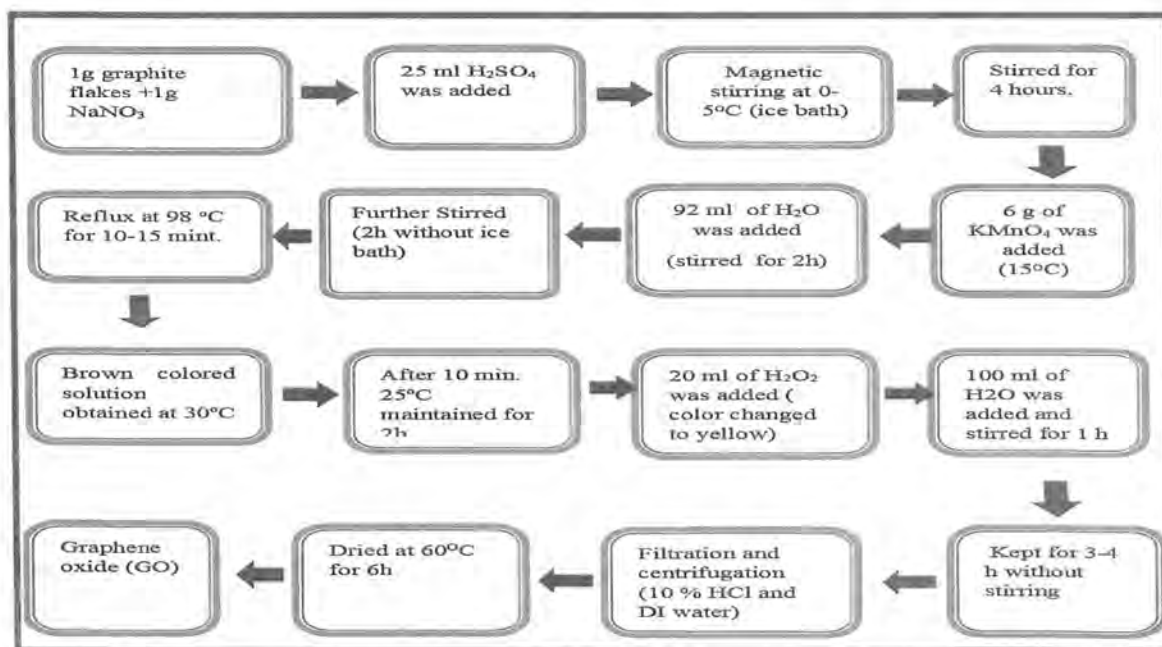 1g graphite
flakes +1g
NaNO₃
25 ml H₂SO₄
was added
Magnetic
stirring at 0-
5ᴼC (ice bath)
Stirred for
4 hours.
6 g of
KMnO₄ was
added
(15ᴼC)
92 ml of H₂O
was added
(stirred for 2h)
Further Stirred
(2h without ice
bath)
Reflux at 98 ᴼC
for 10-15 mint.
Brown colored
solution
obtained at 30ᴼC
After 10 min.
25ᴼC
maintained for
2h
20 ml of H₂O₂
was added (
color changed
to yellow)
100 ml of
H2O was
added and
stirred for 1 h
Kept for 3-4
h without
stirring
Filtration and
centrifugation
(10 % HCl and
DI water)
Dried at 60ᴼC
for 6h
Graphene
oxide (GO)